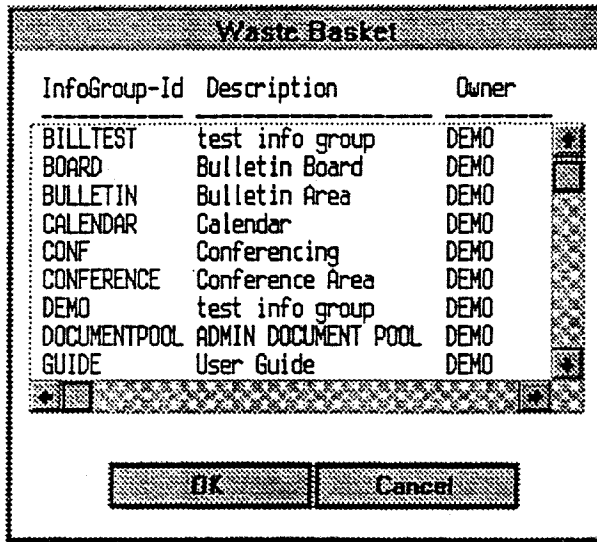 Waste Basket
InfoGroup-Id Description Owner
BILLTEST test info group DEMO
BOARD Bulletin Board DEMO
BULLETIN Bulletin Area DEMO
CALENDAR Calendar DEMO
CONF Conferencing DEMO
CONFERENCE Conference Area DEMO
DEMO test info group DEMO
DOCUMENTPOOL ADMIN DOCUMENT POOL DEMO
GUIDE User Guide DEMO
OK Cancel